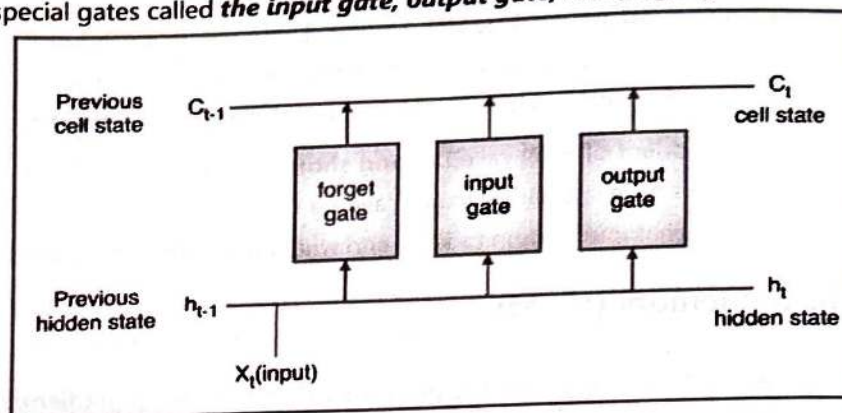 special gates called the input gate, output gate,
Previous
cell state
C_{t-1}
C_t
cell state
forget
gate
input
gate
output
gate
Previous
hidden state
h_{t-1}
h_t
hidden state
X_t(input)